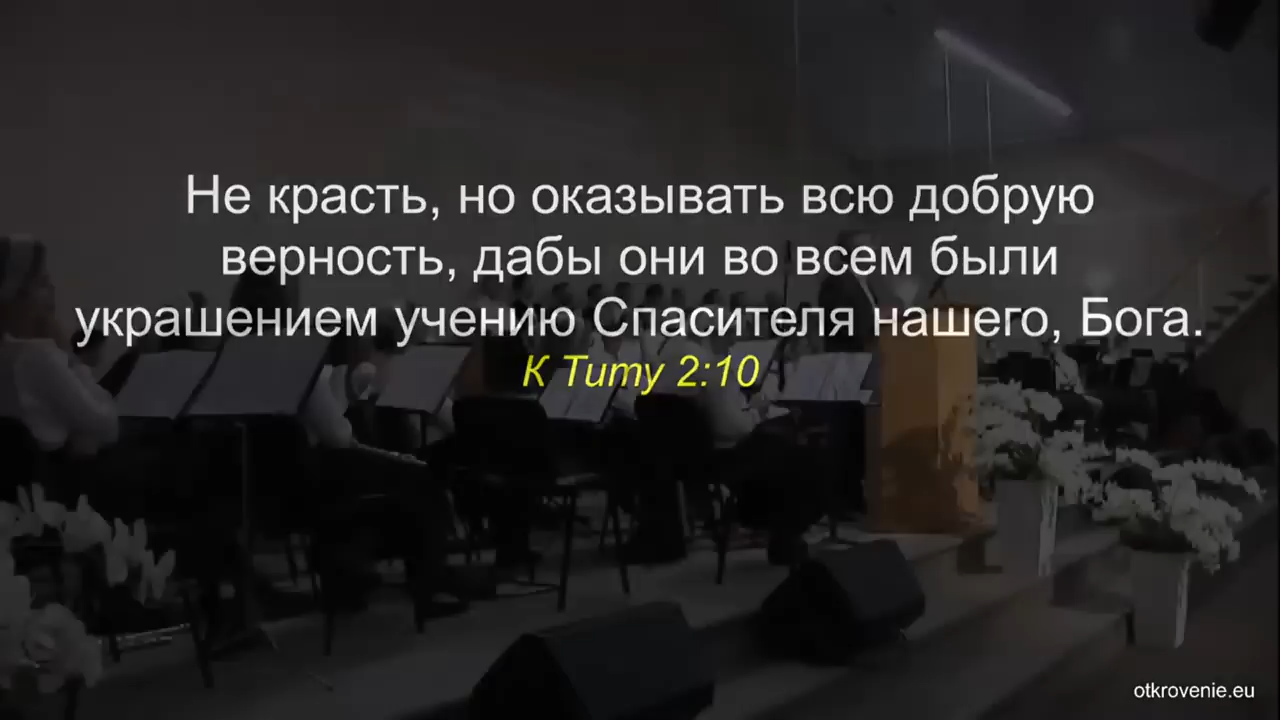 Не красть, но оказывать всю добрую
верность, дабы они во всем были
украшением учению Спасителя нашего, Бога.
К Титу 2:10
otkrovenie.eu